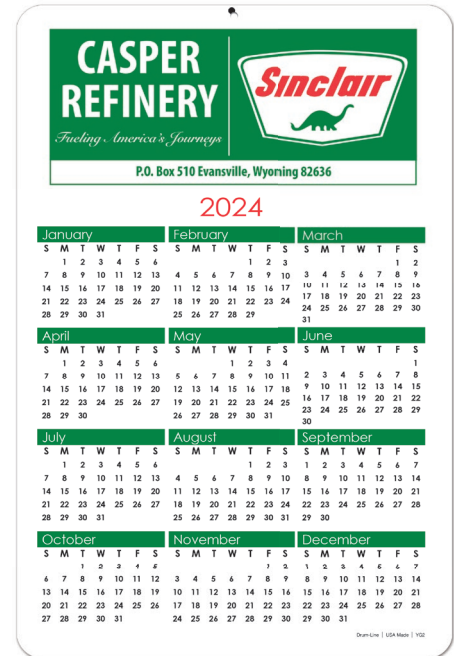 CASPER
REFINERY
Fueling America's Journeys
Sinclair
P.O. Box 510 Evansville, Wyoming 82636
2024
January
S M T W T F S
1 2 3 4 5 6
7 8 9 10 11 12 13
14 15 16 17 18 19 20
21 22 23 24 25 26 27
28 29 30 31
February
S M T W T F S
1 2 3
4 5 6 7 8 9 10
11 12 13 14 15 16 17
18 19 20 21 22 23 24
25 26 27 28 29
March
S M T W T F S
1 2
3 4 5 6 7 8 9
10 11 12 13 14 15 16
17 18 19 20 21 22 23
24 25 26 27 28 29 30
31
April
S M T W T F S
1 2 3 4 5 6
7 8 9 10 11 12 13
14 15 16 17 18 19 20
21 22 23 24 25 26 27
28 29 30
May
S M T W T F S
1 2 3 4
5 6 7 8 9 10 11
12 13 14 15 16 17 18
19 20 21 22 23 24 25
26 27 28 29 30 31
June
S M T W T F S
1
2 3 4 5 6 7 8
9 10 11 12 13 14 15
16 17 18 19 20 21 22
23 24 25 26 27 28 29
30
July
S M T W T F S
1 2 3 4 5 6
7 8 9 10 11 12 13
14 15 16 17 18 19 20
21 22 23 24 25 26 27
28 29 30 31
August
S M T W T F S
1 2 3
4 5 6 7 8 9 10
11 12 13 14 15 16 17
18 19 20 21 22 23 24
25 26 27 28 29 30 31
September
S M T W T F S
1 2 3 4 5 6 7
8 9 10 11 12 13 14
15 16 17 18 19 20 21
22 23 24 25 26 27 28
29 30
October
S M T W T F S
1 2 3 4 5
6 7 8 9 10 11 12
13 14 15 16 17 18 19
20 21 22 23 24 25 26
27 28 29 30 31
November
S M T W T F S
1 2
3 4 5 6 7 8 9
10 11 12 13 14 15 16
17 18 19 20 21 22 23
24 25 26 27 28 29 30
December
S M T W T F S
1 2 3 4 5 6 7
8 9 10 11 12 13 14
15 16 17 18 19 20 21
22 23 24 25 26 27 28
29 30 31
Drum-Line | USA Made | YG2